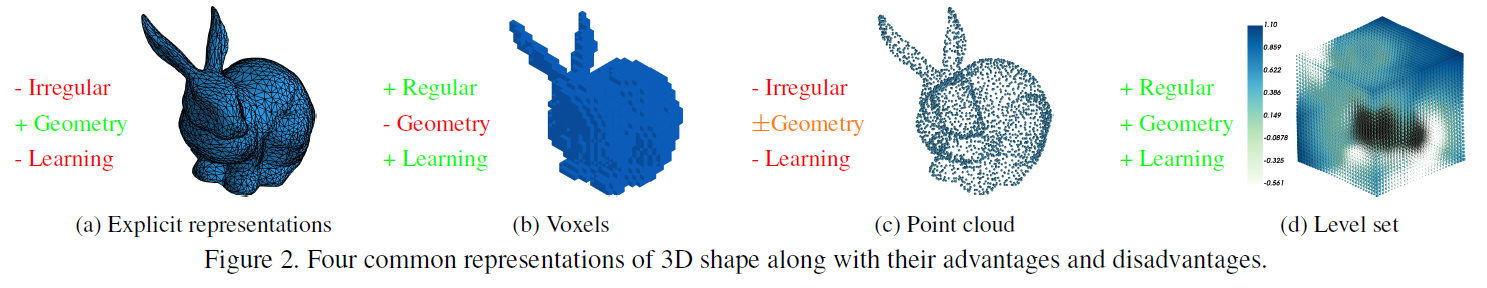 - Irregular
+ Geometry
- Learning
+ Regular
- Geometry
+ Learning
- Irregular
±Geometry
- Learning
+ Regular
+ Geometry
+ Learning
1.10
0.859
0.622
0.386
0.149
-0.0878
-0.325
-0.561
(a) Explicit representations
(b) Voxels
(c) Point cloud
(d) Level set
Figure 2. Four common representations of 3D shape along with their advantages and disadvantages.